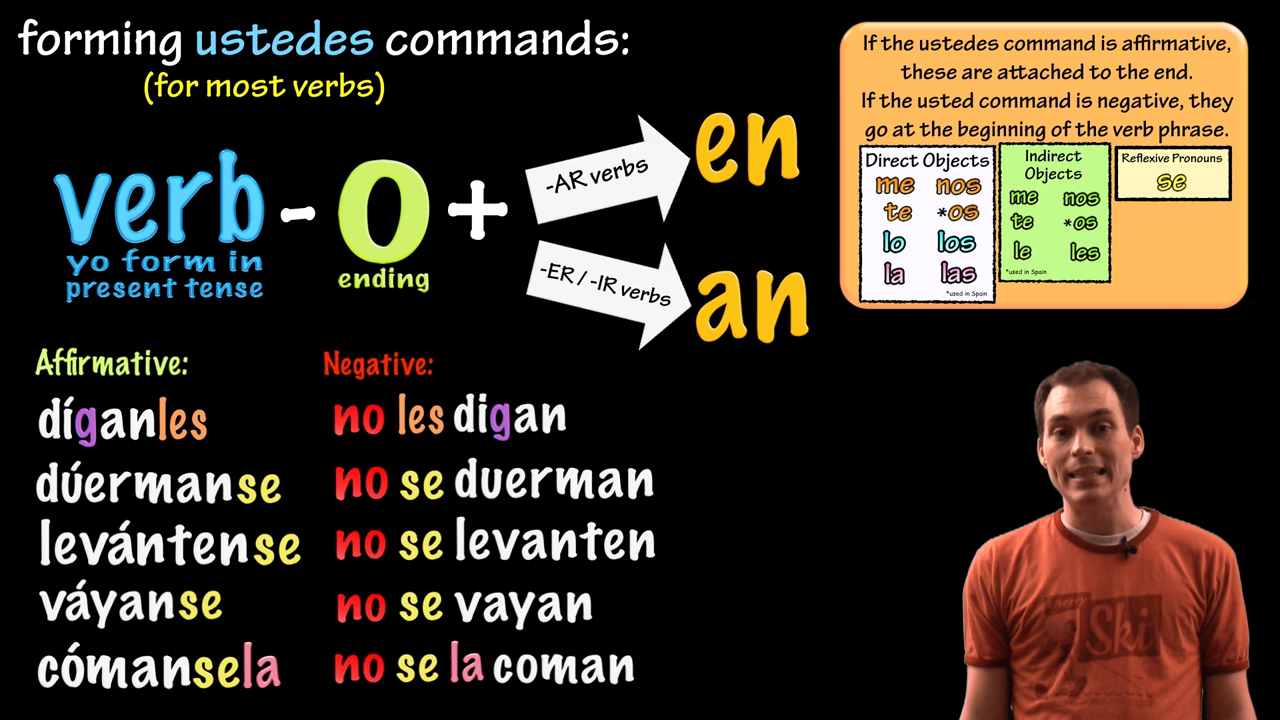 forming ustedes commands:
(for most verbs)
verb - o +
yo form in
present tense
ending
-AR verbs
en
-ER / -IR verbs
an
If the ustedes command is affirmative,
these are attached to the end.
If the usted command is negative, they
go at the beginning of the verb phrase.
Direct Objects
me nos
te *os
lo los
la las
*used in Spain
Indirect
Objects
me nos
te *os
le les
*used in Spain
Reflexive Pronouns
se
Affirmative:
díganles
dúermanse
levántense
váyanse
cómansela
Negative:
no les digan
no se duerman
no se levanten
no se vayan
no se la coman
Ski